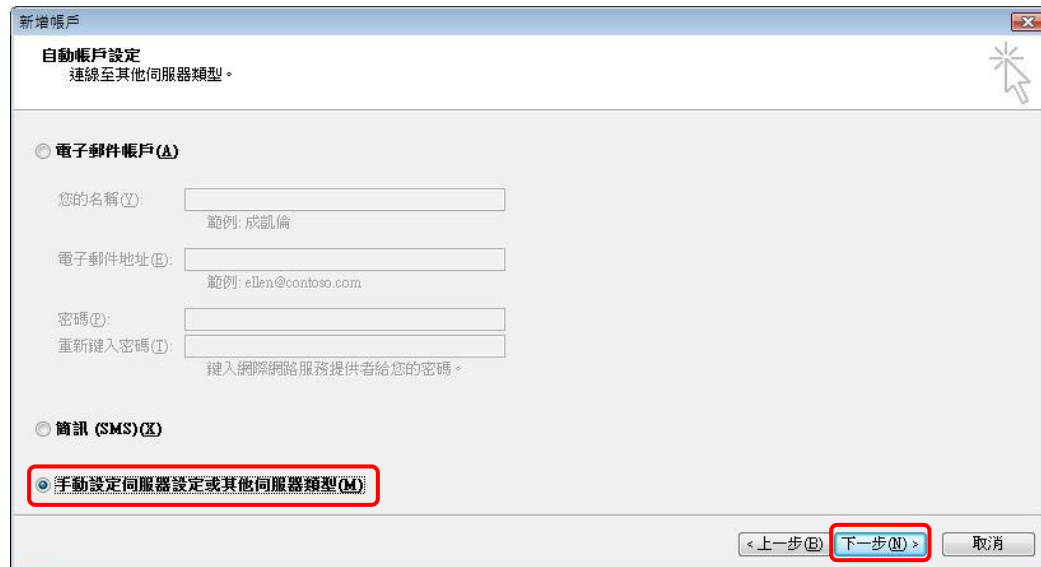 新增帳戶
自動帳戶設定
連線至其他伺服器類型。
電子郵件帳戶(A)
您的名稱(Y):
範例: 成凱倫
電子郵件地址(E):
範例: ellen@contoso.com
密碼(P):
重新鍵入密碼(T):
鍵入網際網路服務提供者給您的密碼。
簡訊 (SMS)(X)
手動設定伺服器設定或其他伺服器類型(M)
<上一步(B) 下一步(N) > 取消